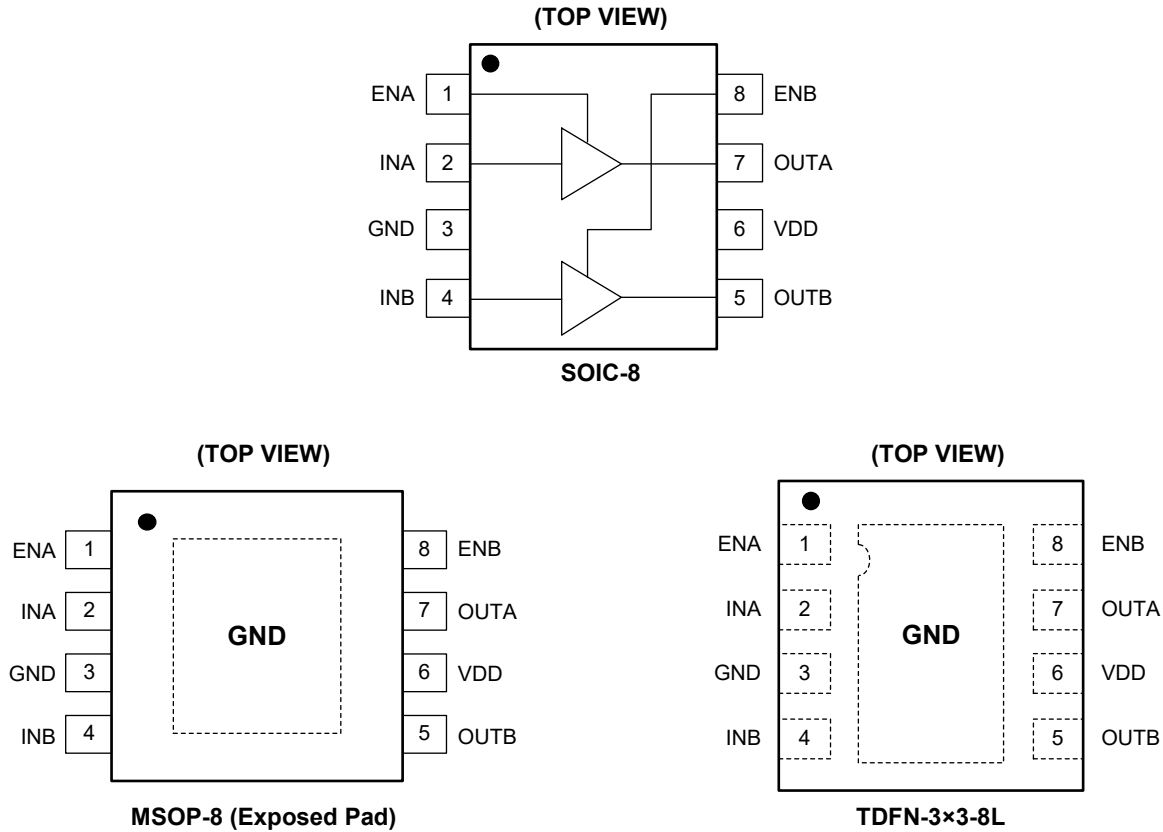 (TOP VIEW)
ENA 1 8 ENB
INA 2 7 OUTA
GND 3 6 VDD
INB 4 5 OUTB
SOIC-8
(TOP VIEW)
ENA 1 8 ENB
INA 2 7 OUTA
GND
GND 3 6 VDD
INB 4 5 OUTB
MSOP-8 (Exposed Pad)
(TOP VIEW)
ENA 1 8 ENB
INA 2 7 OUTA
GND
GND 3 6 VDD
INB 4 5 OUTB
TDFN-3×3-8L